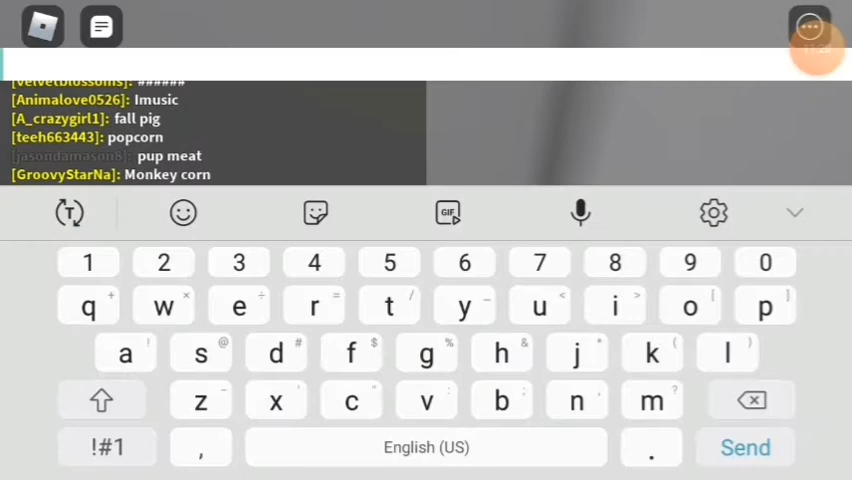 [velvetblossoms]: ######
[Animalove0526]: Imusic
[A_crazygirl1]: fall pig
[teeh663443]: popcorn
[jasondamason8]: pup meat
[GroovyStarNa]: Monkey corn
T
GIF
1 2 3 4 5 6 7 8 9 0
q + w × e ÷ r = t / y _ u < i > o [ p ]
a ! s @ d # f $ g % h & j * k ( l )
z - x ' c " v : b ; n , m ?
!#1 , English (US) . Send